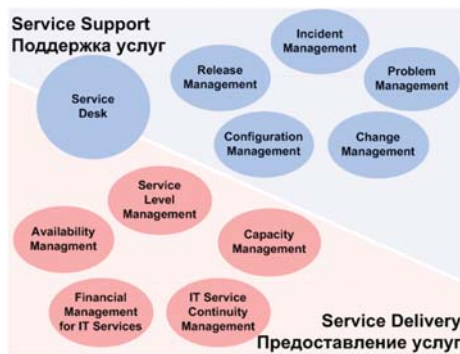 Service Support
Поддержка услуг
Incident
Management
Release
Management
Problem
Management
Service
Desk
Configuration
Management
Change
Management
Service
Level
Management
Availability
Managment
Capacity
Management
Financial
Management
for IT Services
IT Service
Continuity
Management
Service Delivery
Предоставление услуг